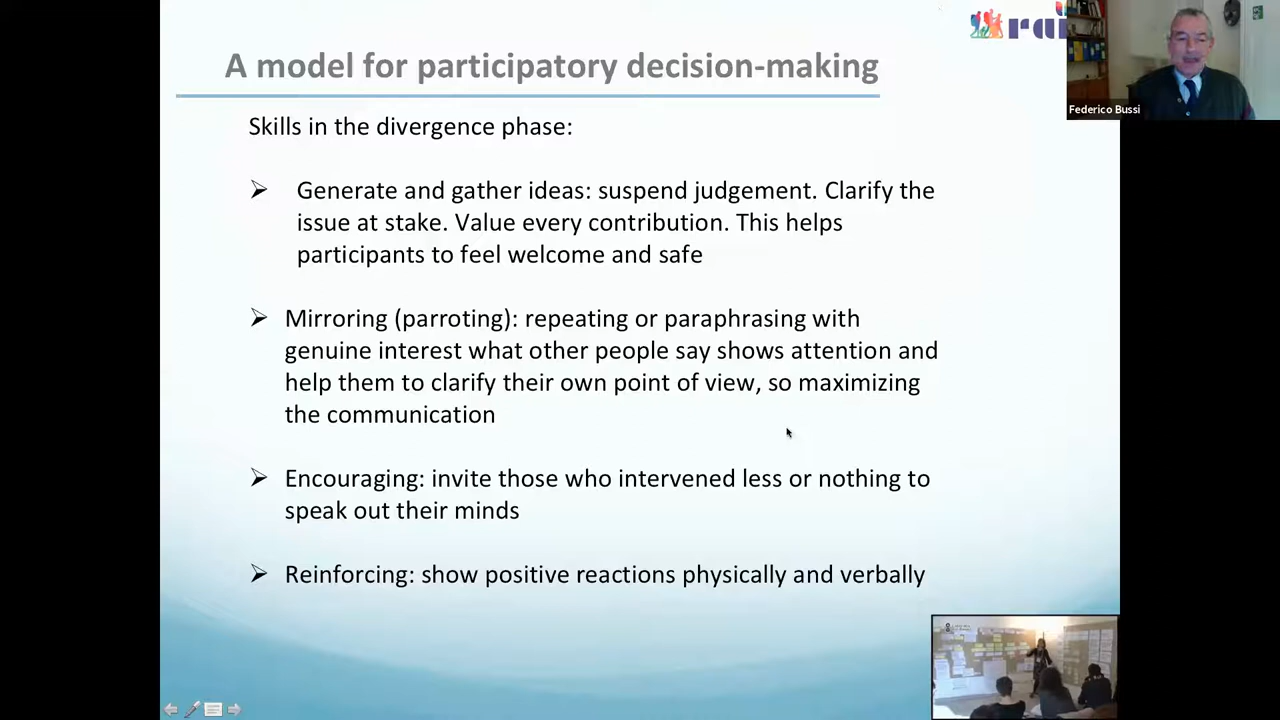 A model for participatory decision-making
rai
Federico Bussi
Skills in the divergence phase:
➢ Generate and gather ideas: suspend judgement. Clarify the
issue at stake. Value every contribution. This helps
participants to feel welcome and safe
➢ Mirroring (parroting): repeating or paraphrasing with
genuine interest what other people say shows attention and
help them to clarify their own point of view, so maximizing
the communication
➢ Encouraging: invite those who intervened less or nothing to
speak out their minds
➢ Reinforcing: show positive reactions physically and verbally